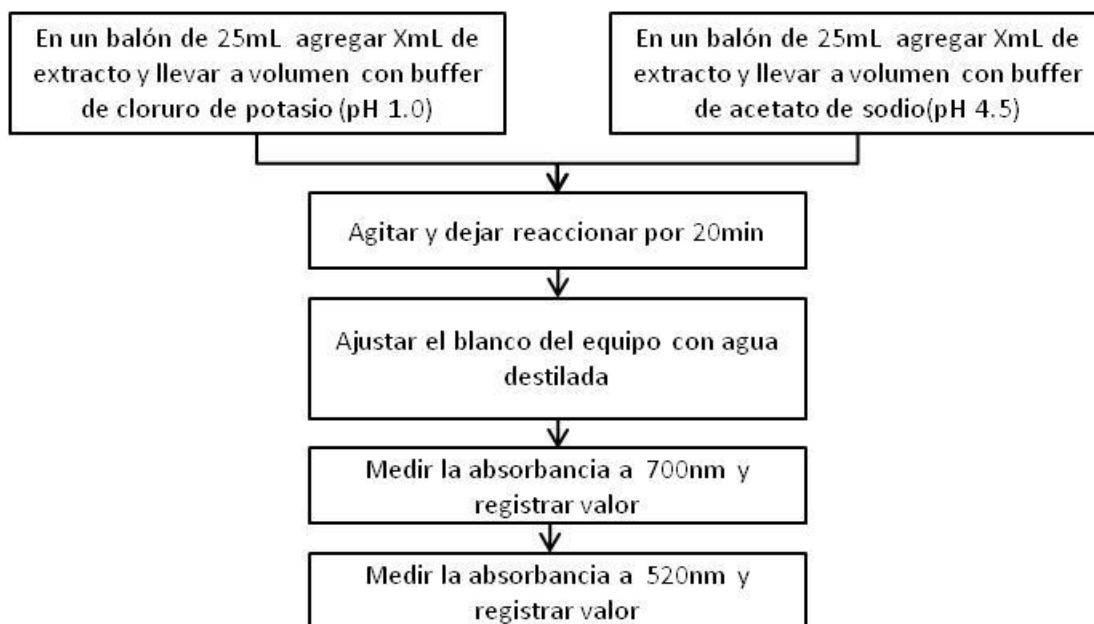 En un balón de 25mL agregar XmL de
extracto y llevar a volumen con buffer
de cloruro de potasio (pH 1.0)
En un balón de 25mL agregar XmL de
extracto y llevar a volumen con buffer
de acetato de sodio(pH 4.5)
Agitar y dejar reaccionar por 20min
Ajustar el blanco del equipo con agua
destilada
Medir la absorbancia a 700nm y
registrar valor
Medir la absorbancia a 520nm y
registrar valor